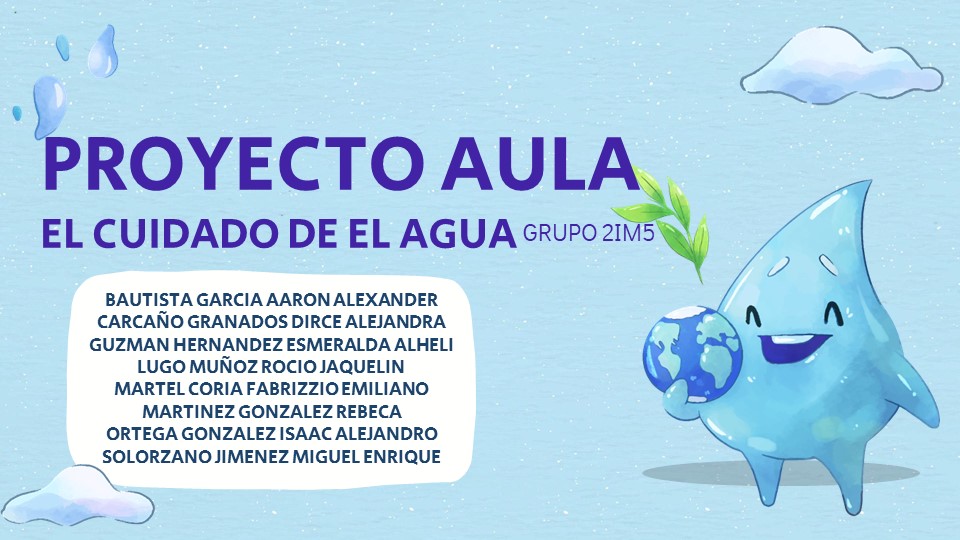 PROYECTO AULA
EL CUIDADO DE EL AGUA GRUPO 2IM5
BAUTISTA GARCIA AARON ALEXANDER
CARCAÑO GRANADOS DIRCE ALEJANDRA
GUZMAN HERNANDEZ ESMERALDA ALHELI
LUGO MUÑOZ ROCIO JAQUELIN
MARTEL CORIA FABRIZZIO EMILIANO
MARTINEZ GONZALEZ REBECA
ORTEGA GONZALEZ ISAAC ALEJANDRO
SOLORZANO JIMENEZ MIGUEL ENRIQUE